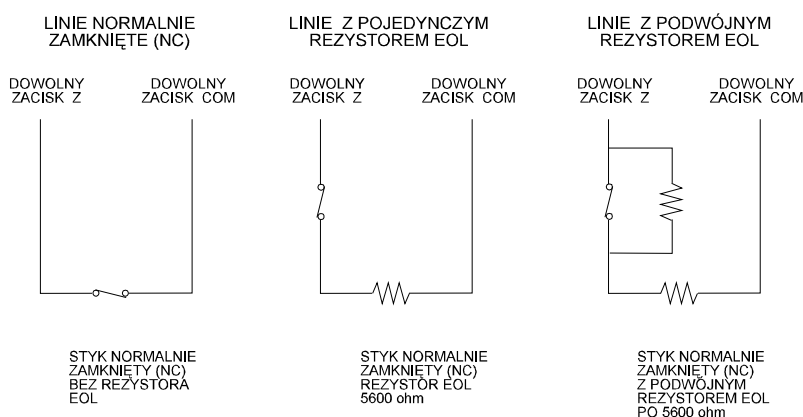 LINIE NORMALNIE
ZAMKNIĘTE (NC)
DOWOLNY
ZACISK Z
DOWOLNY
ZACISK COM
STYK NORMALNIE
ZAMKNIĘTY (NC)
BEZ REZYSTORA
EOL
LINIE Z POJEDYNCZYM
REZYSTOREM EOL
DOWOLNY
ZACISK Z
DOWOLNY
ZACISK COM
STYK NORMALNIE
ZAMKNIĘTY (NC)
REZYSTOR EOL
5600 ohm
LINIE Z PODWÓJNYM
REZYSTOREM EOL
DOWOLNY
ZACISK Z
DOWOLNY
ZACISK COM
STYK NORMALNIE
ZAMKNIĘTY (NC)
Z PODWÓJNYM
REZYSTOREM EOL
PO 5600 ohm